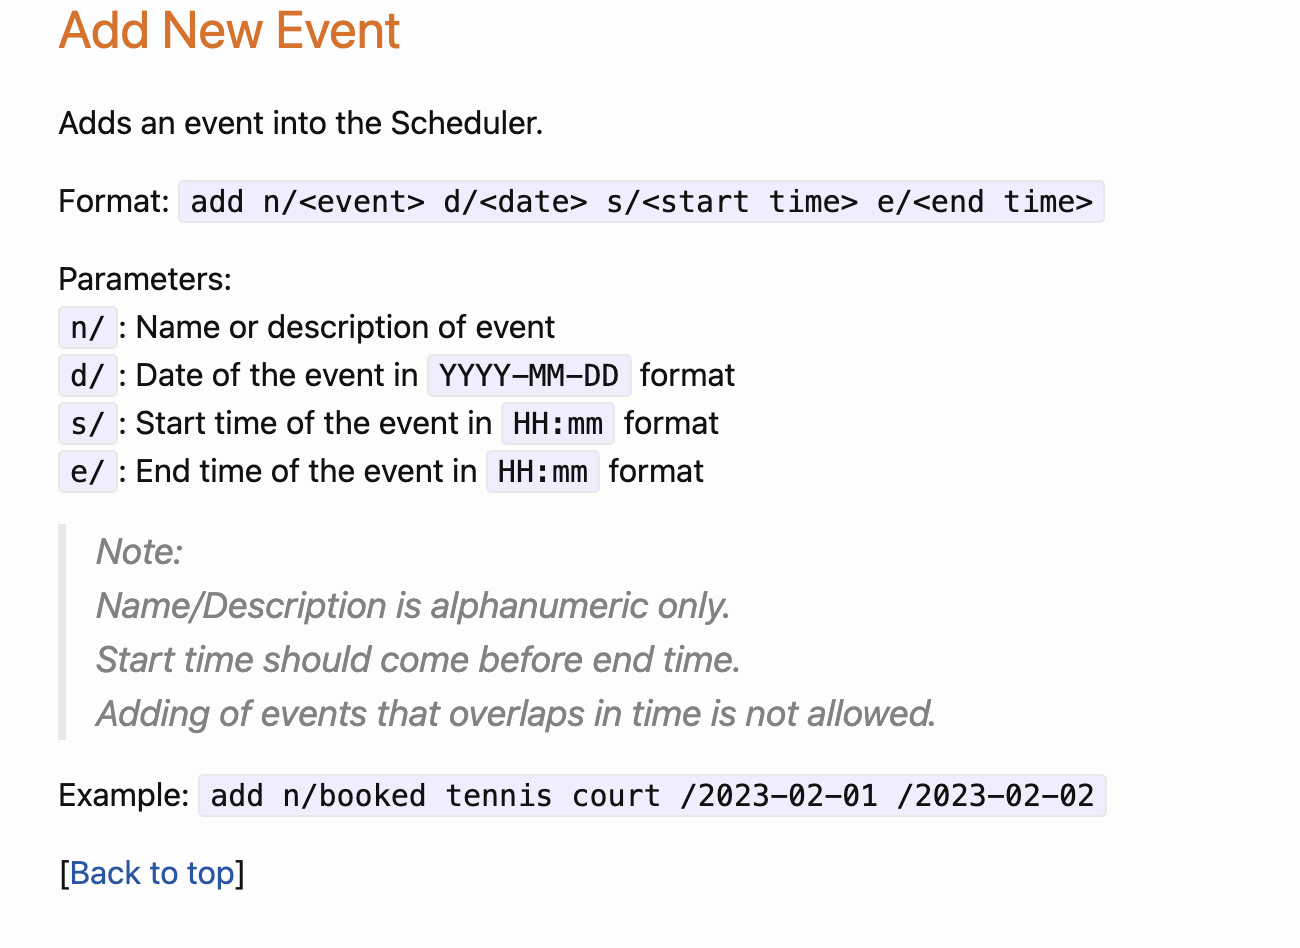 Add New Event
Adds an event into the Scheduler.
Format: add n/<event> d/<date> s/<start time> e/<end time>
Parameters:
n/ : Name or description of event
d/ : Date of the event in YYYY-MM-DD format
s/ : Start time of the event in HH:mm format
e/ : End time of the event in HH:mm format
Note:
Name/Description is alphanumeric only.
Start time should come before end time.
Adding of events that overlaps in time is not allowed.
Example: add n/booked tennis court /2023-02-01 /2023-02-02
[Back to top]